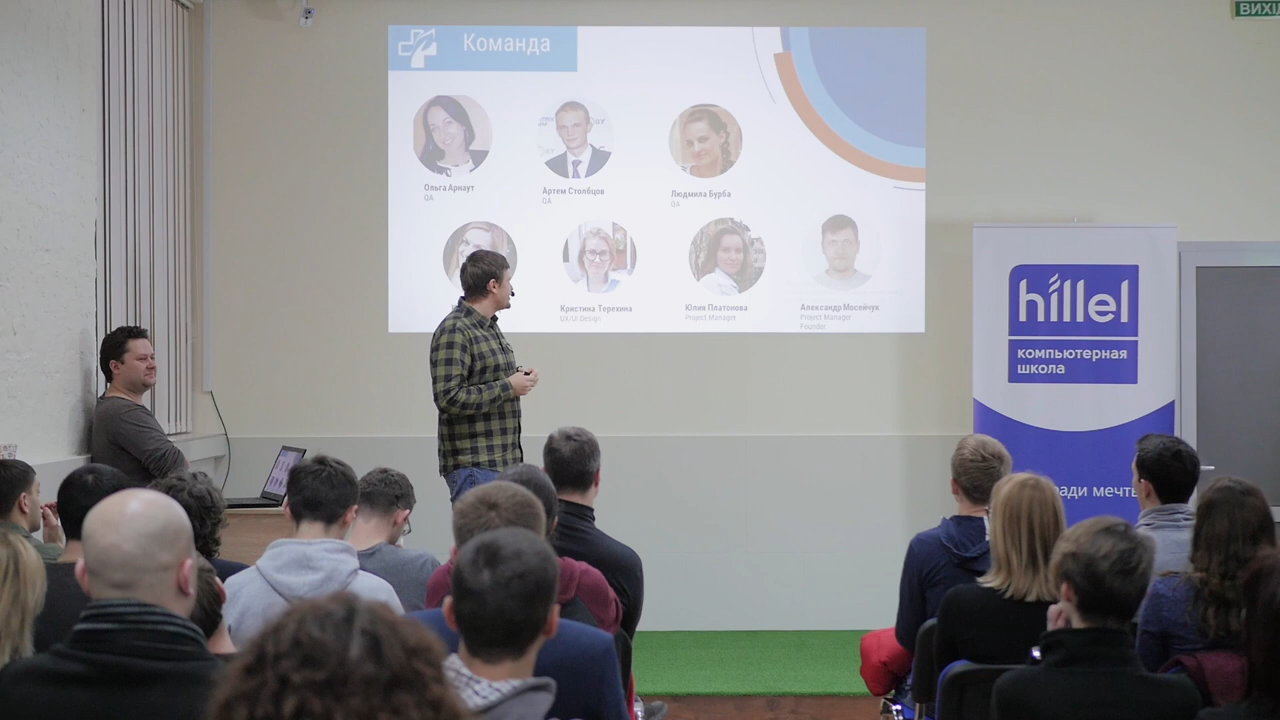 ВИХІД
Команда
Ольга Арнаут
QA
Артем Столбцов
QA
Людмила Бурба
QA
Кристина Терехина
UX/UI Design
Юлия Платонова
Project Manager
Александр Мосейчук
Project Manager
Founder
hillel
компьютерная
школа
ради мечты